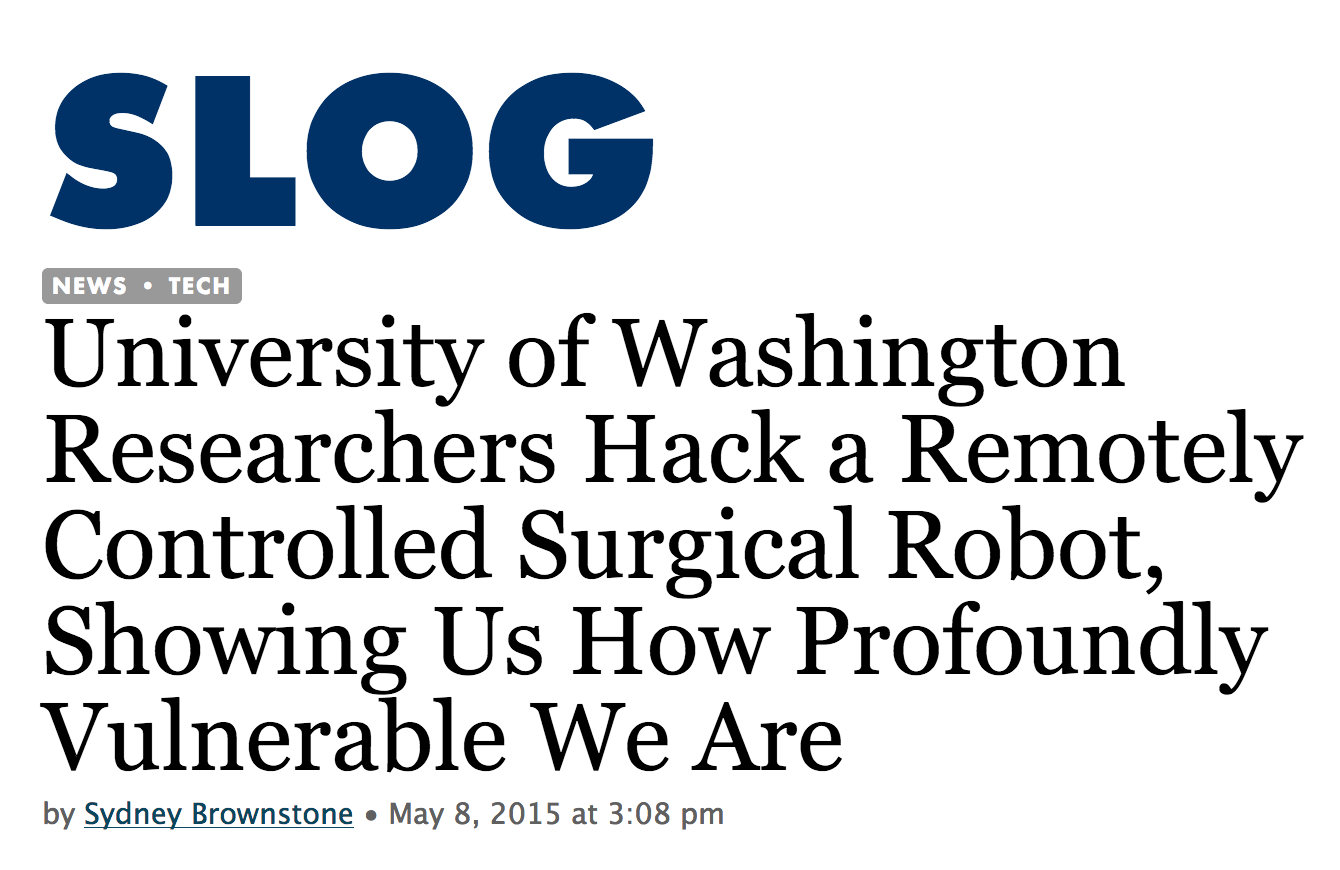 SLOG
NEWS • TECH
University of Washington
Researchers Hack a Remotely
Controlled Surgical Robot,
Showing Us How Profoundly
Vulnerable We Are
by Sydney Brownstone • May 8, 2015 at 3:08 pm